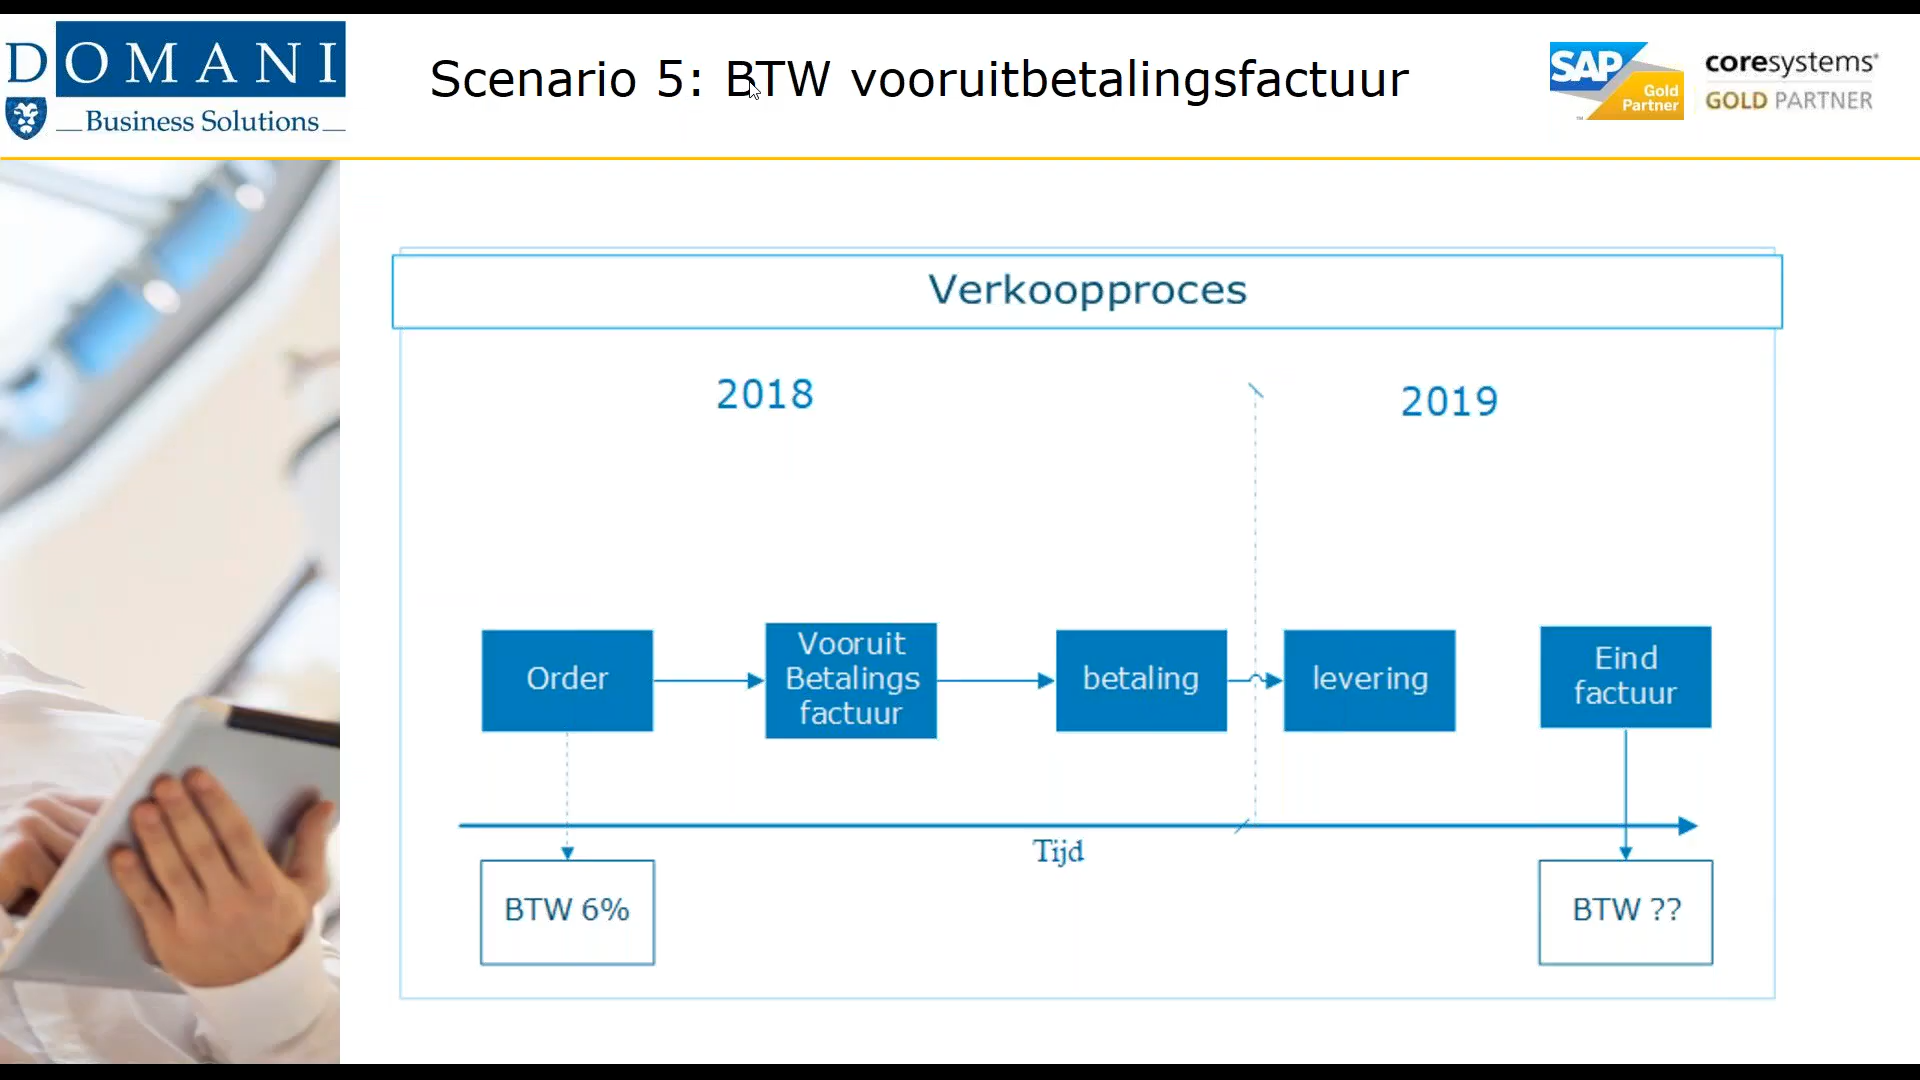 DOMANI
Business Solutions
Scenario 5: BTW vooruitbetalingsfactuur
SAP
Gold
Partner
™
coresystems®
GOLD PARTNER
Verkoopproces
2018
2019
Order
Vooruit
Betalings
factuur
betaling
levering
Eind
factuur
Tijd
BTW 6%
BTW ??